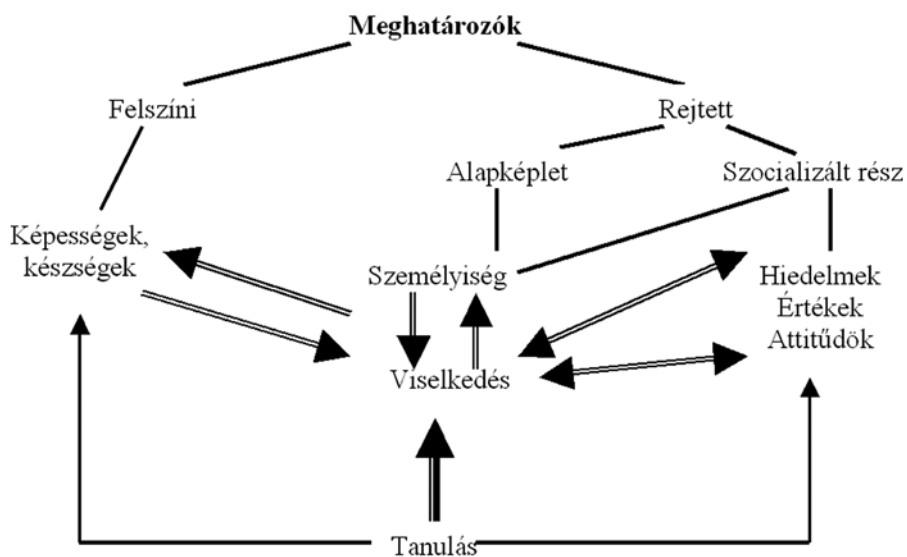 Meghatározók
Felszíni
Rejtett
Alapképlet
Szocializált rész
Képességek,
készségek
Személyiség
Hiedelmek
Értékek
Attitűdök
Viselkedés
Tanulás